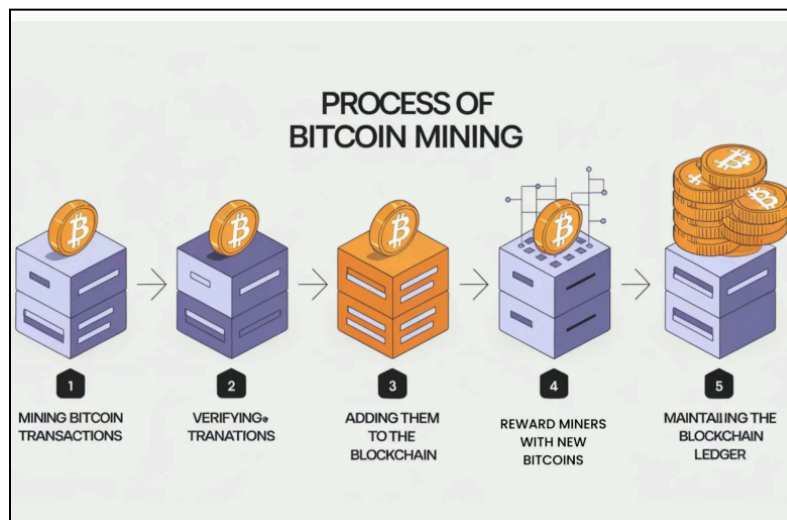 PROCESS OF
BITCOIN MINING
1
2
3
4
5
MINING BITCOIN
TRANSACTIONS
VERIFYING
TRANATIONS
ADDING THEM
TO THE
BLOCKCHAIN
REWARD MINERS
WITH NEW
BITCOINS
MAINTAIIING THE
BLOCKCHAIN
LEDGER